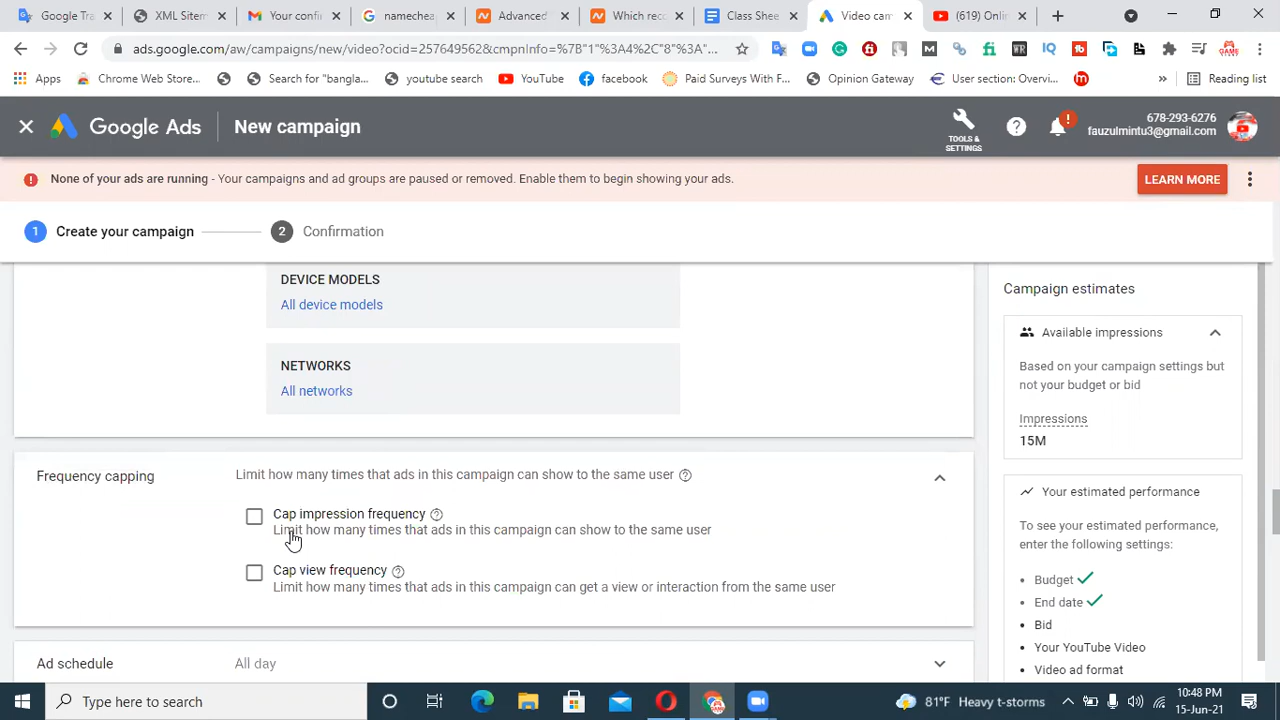 Google Tra
XML Sitem
Your confi
namecheap
Advanced
Which reco
Class Shee
Video cam
(619) Onlin
ads.google.com/aw/campaigns/new/video?ocid=257649562&cmpnInfo=%7B"1"%3A4%2C"8"%3A"...
Apps
Chrome Web Store...
Search for "bangla...
youtube search
YouTube
facebook
Paid Surveys With F...
Opinion Gateway
User section: Overvi...
»
Reading list
Google Ads
New campaign
TOOLS & SETTINGS
678-293-6276
fauzulmintu3@gmail.com
None of your ads are running - Your campaigns and ad groups are paused or removed. Enable them to begin showing your ads.
LEARN MORE
1 Create your campaign
2 Confirmation
DEVICE MODELS
All device models
NETWORKS
All networks
Frequency capping
Limit how many times that ads in this campaign can show to the same user
Cap impression frequency
Limit how many times that ads in this campaign can show to the same user
Cap view frequency
Limit how many times that ads in this campaign can get a view or interaction from the same user
Ad schedule
All day
Campaign estimates
Available impressions
Based on your campaign settings but
not your budget or bid
Impressions
15M
Your estimated performance
To see your estimated performance,
enter the following settings:
• Budget
• End date
• Bid
• Your YouTube Video
• Video ad format
Type here to search
81°F Heavy t-storms
10:48 PM
15-Jun-21